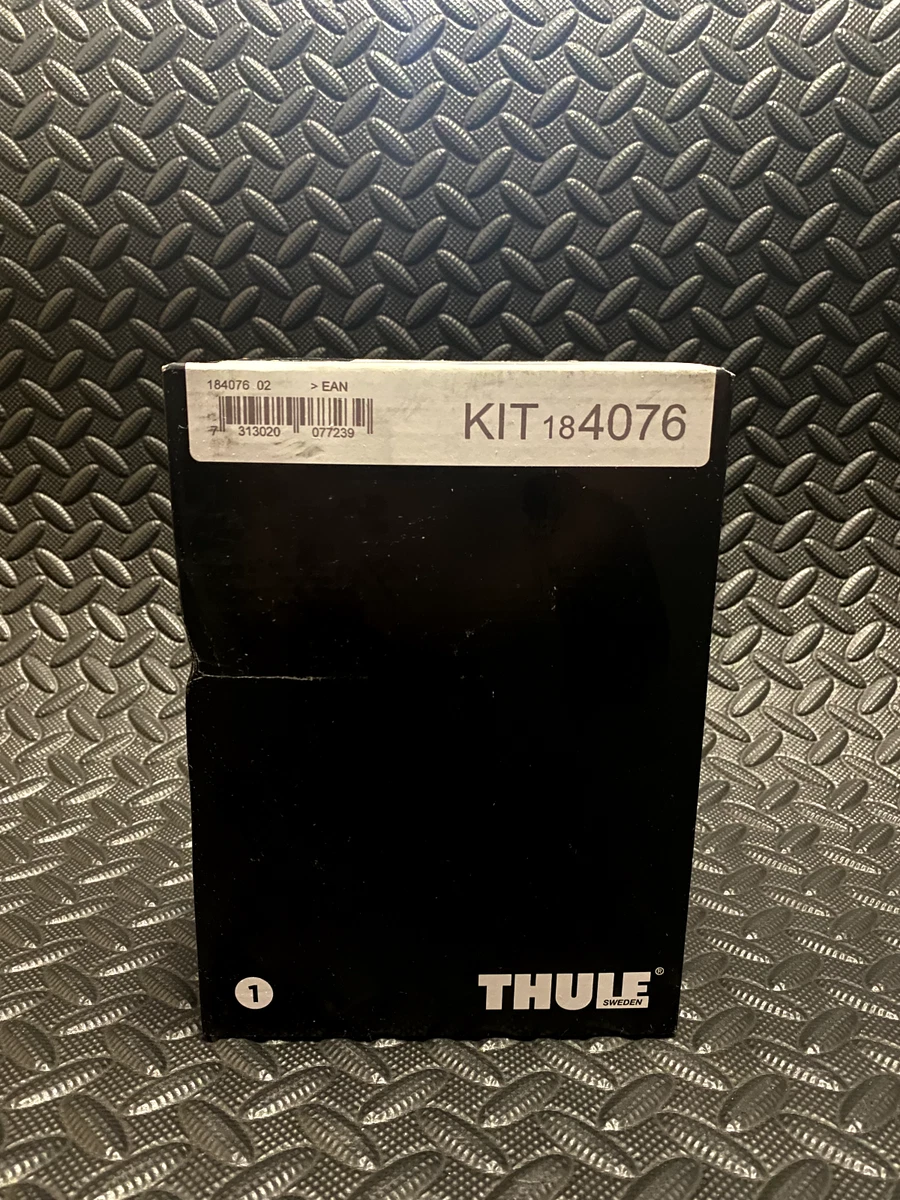 184076 02 > EAN
7 313020 077239
KIT 184076
1
THULE®
SWEDEN